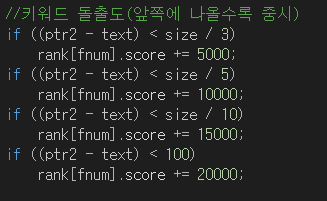 //키워드 돌출도(앞쪽에 나올수록 중시)
if ((ptr2 - text) < size / 3)
    rank[fnum].score += 5000;
if ((ptr2 - text) < size / 5)
    rank[fnum].score += 10000;
if ((ptr2 - text) < size / 10)
    rank[fnum].score += 15000;
if ((ptr2 - text) < 100)
    rank[fnum].score += 20000;